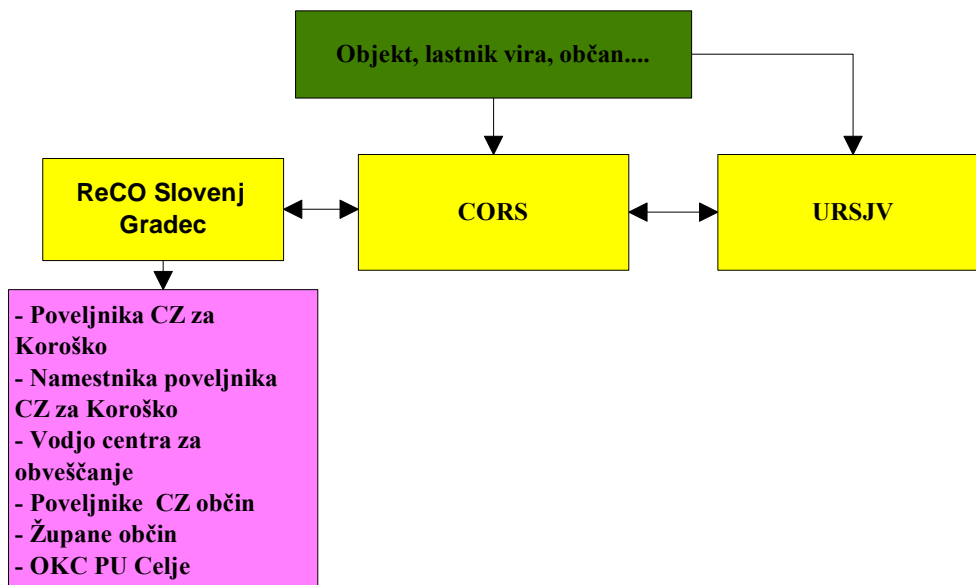 Objekt, lastnik vira, občan....
ReCO Slovenj
Gradec
CORS
URSJV
- Poveljnika CZ za
Koroško
- Namestnika poveljnika
CZ za Koroško
- Vodjo centra za
obveščanje
- Poveljnike CZ občin
- Župane občin
- OKC PU Celje